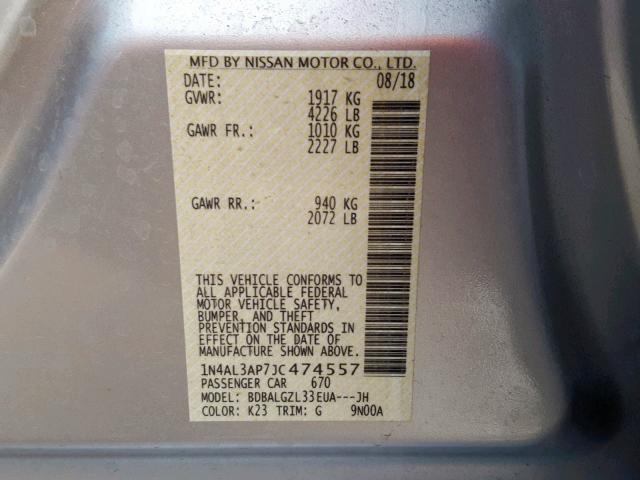 MFD BY NISSAN MOTOR CO., LTD.
DATE: 08/18
GVWR: 1917 KG
4226 LB
GAWR FR.: 1010 KG
2227 LB
GAWR RR.: 940 KG
2072 LB
THIS VEHICLE CONFORMS TO
ALL APPLICABLE FEDERAL
MOTOR VEHICLE SAFETY,
BUMPER, AND THEFT
PREVENTION STANDARDS IN
EFFECT ON THE DATE OF
MANUFACTURE SHOWN ABOVE.
1N4AL3AP7JC474557
PASSENGER CAR 670
MODEL: BDBALGZL33EUA---JH
COLOR: K23 TRIM: G 9N00A